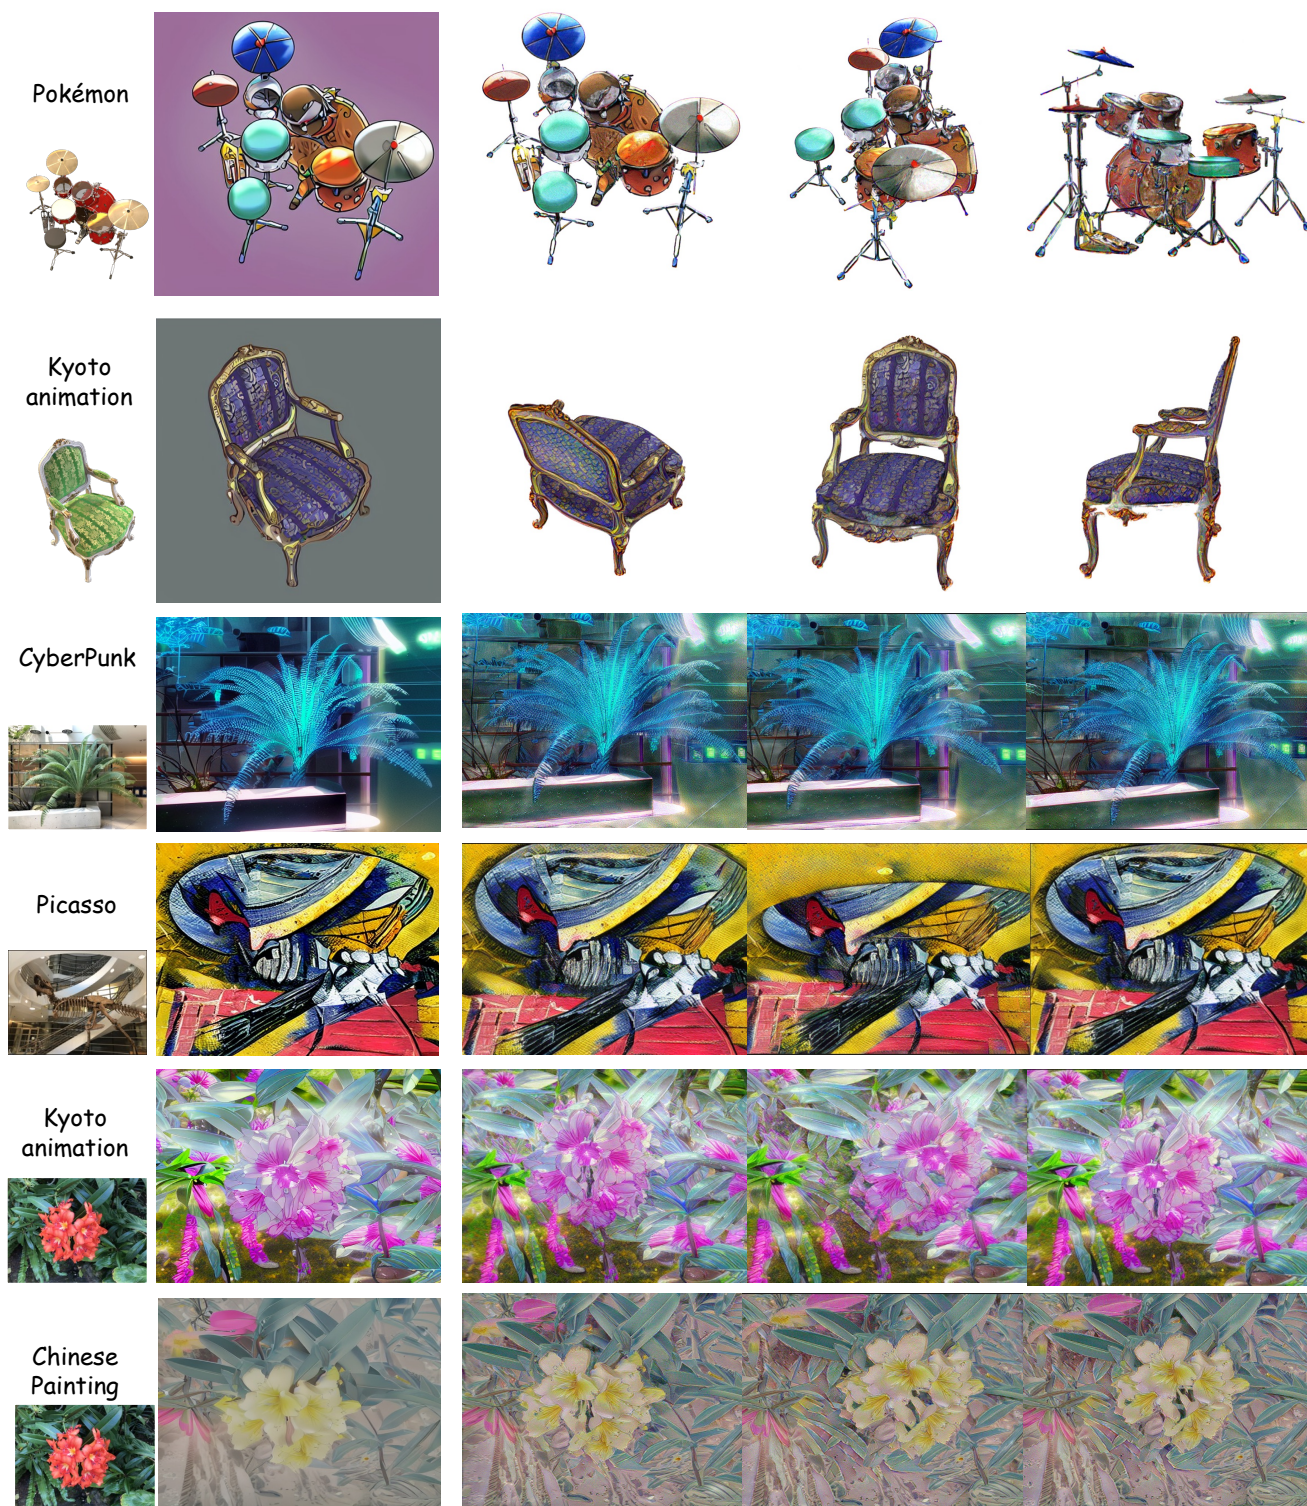 Pokémon
Kyoto
animation
CyberPunk
Picasso
Kyoto
animation
Chinese
Painting